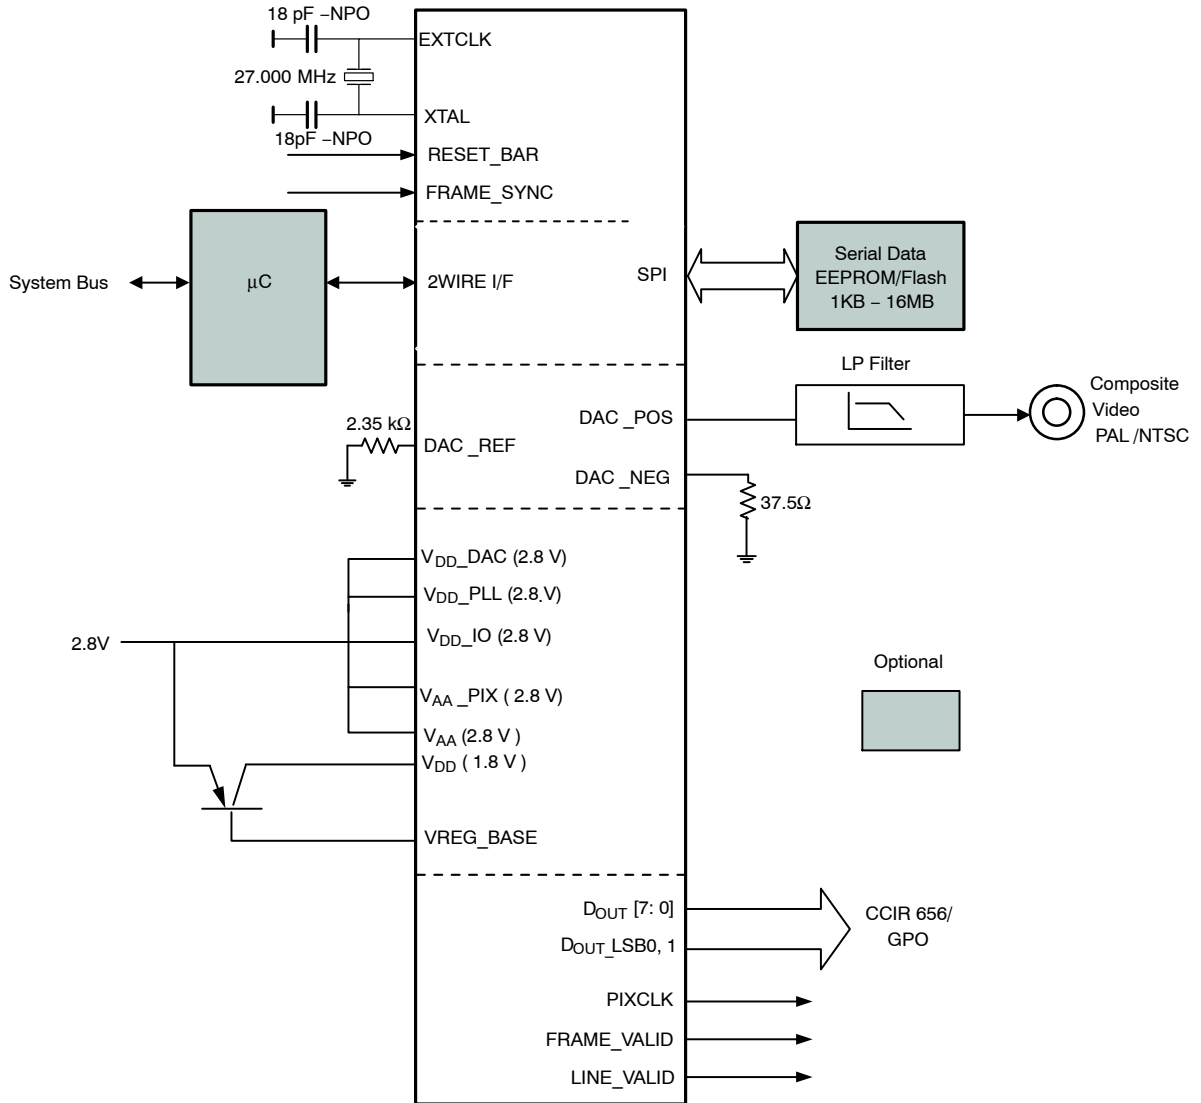 18 pF –NPO
EXTCLK
27.000 MHz
XTAL
18pF –NPO
RESET_BAR
FRAME_SYNC
System Bus
μC
2WIRE I/F
SPI
Serial Data
EEPROM/Flash
1KB – 16MB
LP Filter
DAC _POS
Composite
Video
PAL /NTSC
2.35 kΩ
DAC _REF
DAC _NEG
37.5Ω
VDD_DAC (2.8 V)
VDD_PLL (2.8.V)
2.8V
VDD_IO (2.8 V)
VAA _PIX ( 2.8 V)
VAA (2.8 V )
VDD ( 1.8 V )
VREG_BASE
Optional
DOUT [7: 0]
DOUT_LSB0, 1
CCIR 656/
GPO
PIXCLK
FRAME_VALID
LINE_VALID